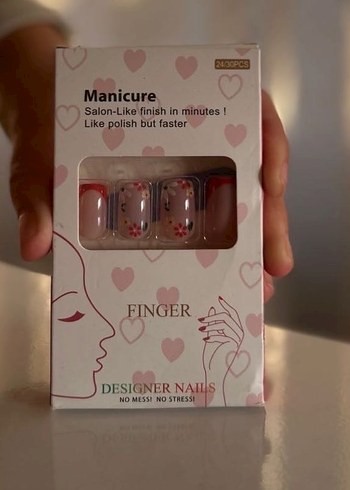 24/30PCS
Manicure
Salon-Like finish in minutes !
Like polish but faster
FINGER
DESIGNER NAILS
NO MESS! NO STRESS!